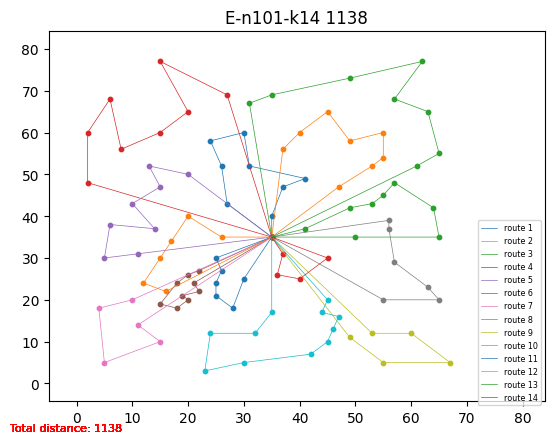 E-n101-k14 1138
80
70
60
50
40
30
20
10
0
0 10 20 30 40 50 60 70 80
route 1
route 2
route 3
route 4
route 5
route 6
route 7
route 8
route 9
route 10
route 11
route 12
route 13
route 14
Total distance: 1138